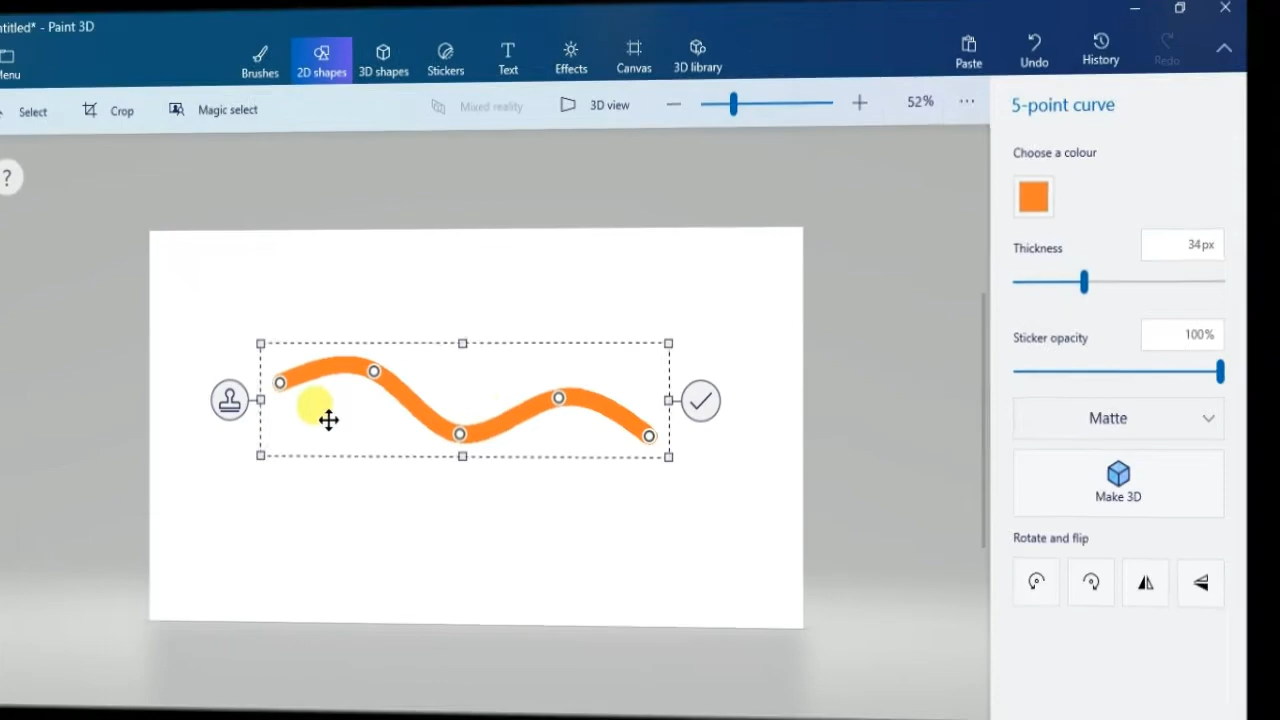 ntitled* - Paint 3D
Menu
Brushes
2D shapes
3D shapes
Stickers
Text
Effects
Canvas
3D library
Paste
Undo
History
Redo
Select
Crop
Magic select
Mixed reality
3D view
52%
5-point curve
?
Choose a colour
Thickness
34px
Sticker opacity
100%
Matte
Make 3D
Rotate and flip